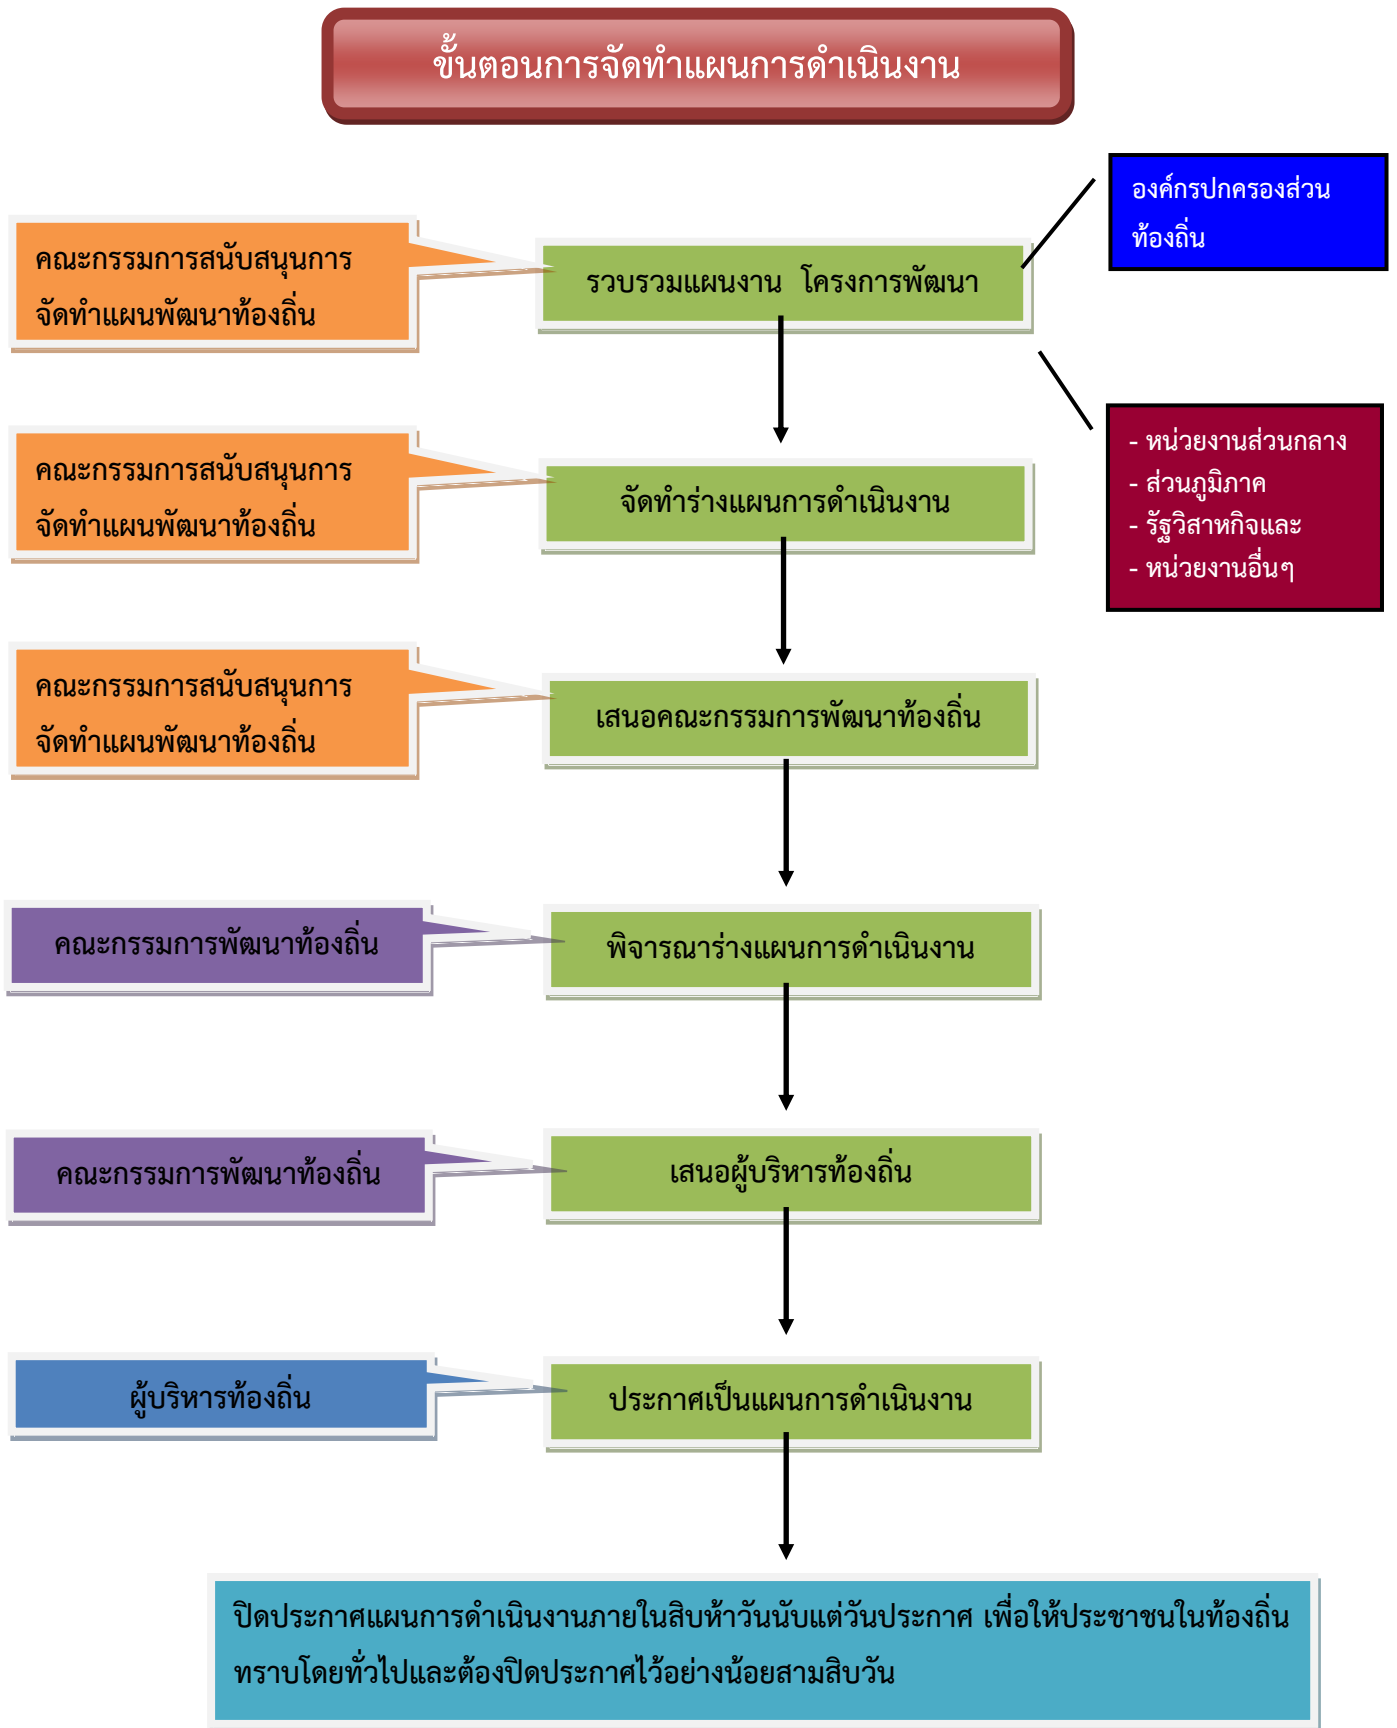 ขั้นตอนการจัดทำแผนการดำเนินงาน
องค์กรปกครองส่วน
ท้องถิ่น
คณะกรรมการสนับสนุนการ
จัดทำแผนพัฒนาท้องถิ่น
รวบรวมแผนงาน โครงการพัฒนา
- หน่วยงานส่วนกลาง
- ส่วนภูมิภาค
- รัฐวิสาหกิจและ
- หน่วยงานอื่นๆ
คณะกรรมการสนับสนุนการ
จัดทำแผนพัฒนาท้องถิ่น
จัดทำร่างแผนการดำเนินงาน
คณะกรรมการสนับสนุนการ
จัดทำแผนพัฒนาท้องถิ่น
เสนอคณะกรรมการพัฒนาท้องถิ่น
คณะกรรมการพัฒนาท้องถิ่น
พิจารณาร่างแผนการดำเนินงาน
คณะกรรมการพัฒนาท้องถิ่น
เสนอผู้บริหารท้องถิ่น
ผู้บริหารท้องถิ่น
ประกาศเป็นแผนการดำเนินงาน
ปิดประกาศแผนการดำเนินงานภายในสิบห้าวันนับแต่วันประกาศ เพื่อให้ประชาชนในท้องถิ่น
ทราบโดยทั่วไปและต้องปิดประกาศไว้อย่างน้อยสามสิบวัน